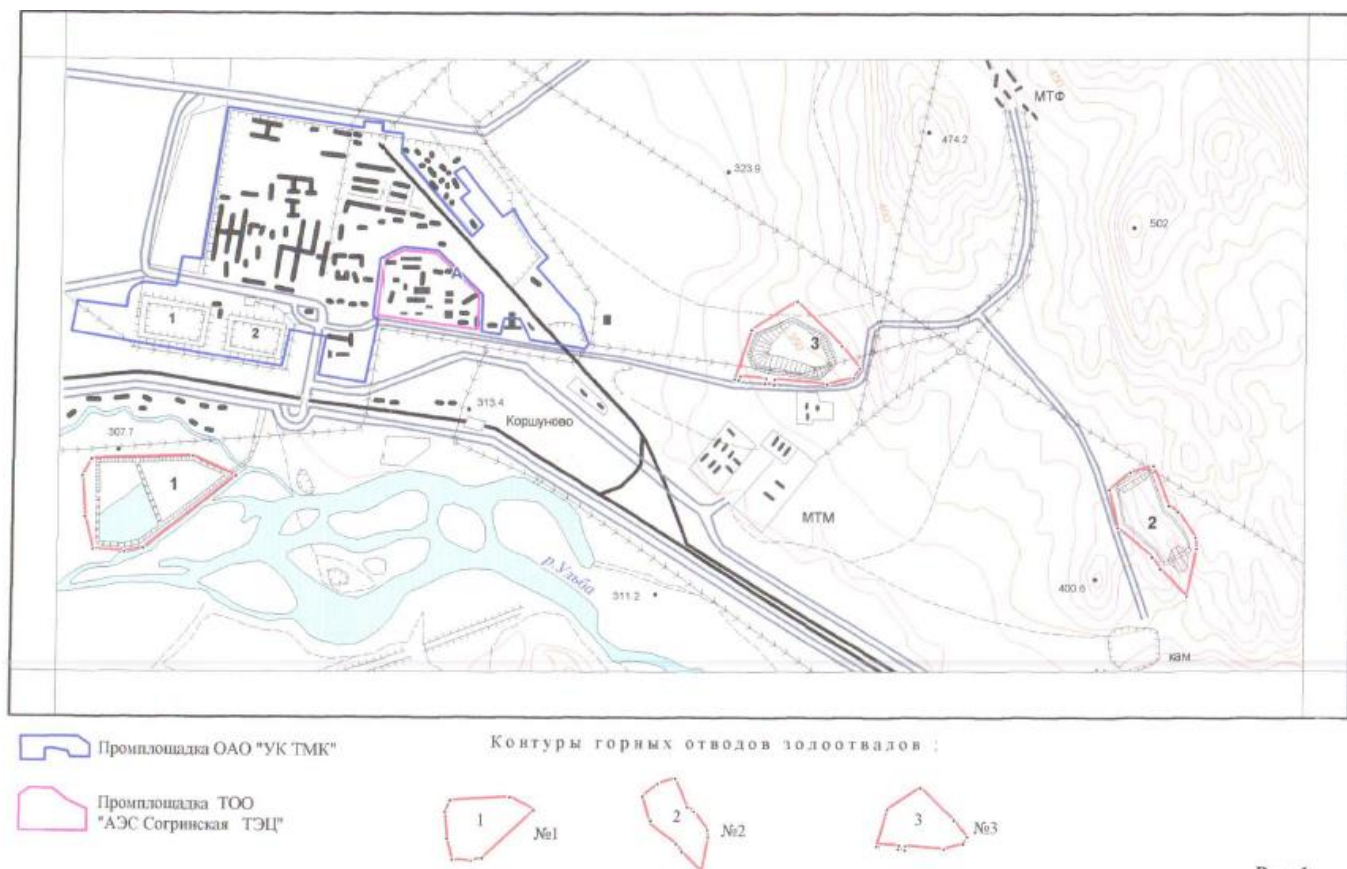 МТФ
474.2
323.9
502
А
1
2
3
313.4
Коршуново
307.7
1
МТМ
2
р.Ульба
311.2
400.6
кам
Промплощадка ОАО "УК ТМК"
Контуры горных отводов золоотвалов :
Промплощадка ТОО
"АЭС Согринская ТЭЦ"
1
№1
2
№2
3
№3